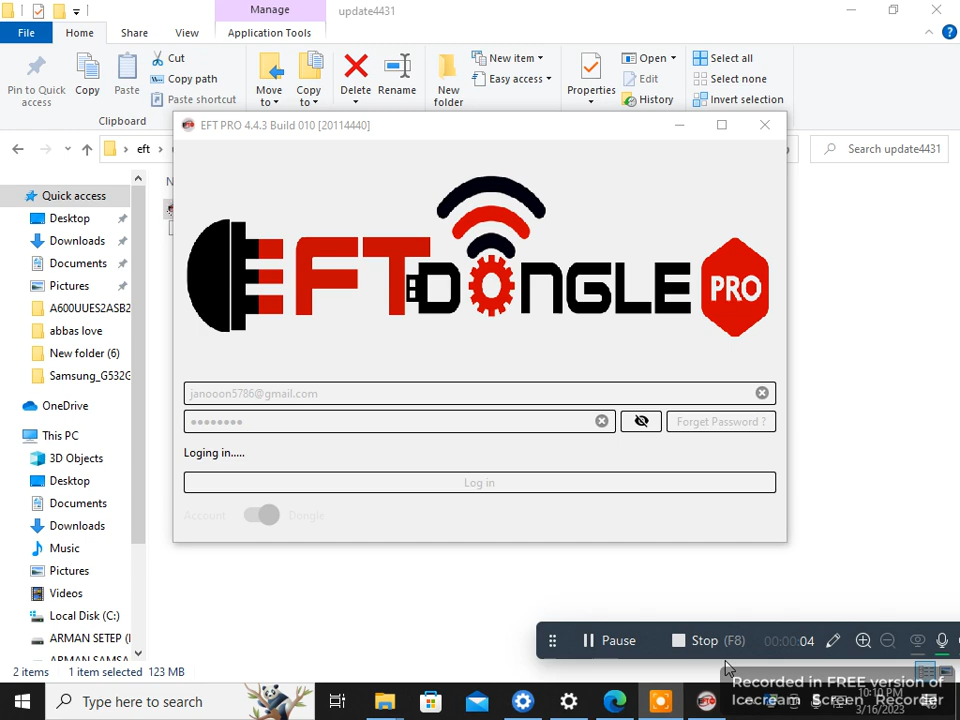 Manage
update4431
File
Home
Share
View
Application Tools
Pin to Quick access
Copy
Paste
Cut
Copy path
Paste shortcut
Move to
Copy to
Delete
Rename
New folder
New item
Easy access
Properties
Open
Edit
History
Select all
Select none
Invert selection
Clipboard
eft
Search update4431
EFT PRO 4.4.3 Build 010 [20114440]
EFT DONGLE PRO
janooon5786@gmail.com
Forget Password ?
Loging in.....
Log in
Account
Dongle
Quick access
Desktop
Downloads
Documents
Pictures
A600UUES2ASB2
abbas love
New folder (6)
Samsung_G532G
OneDrive
This PC
3D Objects
Desktop
Documents
Downloads
Music
Pictures
Videos
Local Disk (C:)
ARMAN SETEP (
2 items
1 item selected
123 MB
Pause
Stop (F8)
00:00:04
Recorded in FREE version of
Icecream Screen Recorder
Type here to search
10:10 PM
3/16/2023